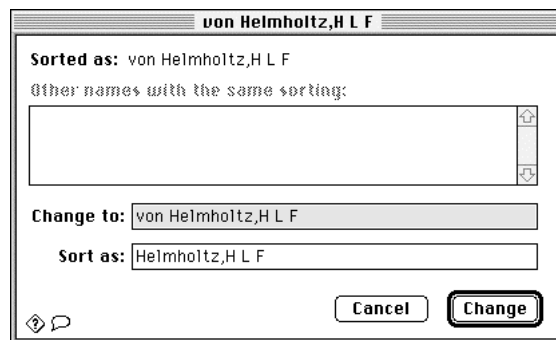 von Helmholtz,H L F
Sorted as: von Helmholtz,H L F
Other names with the same sorting:
Change to: von Helmholtz,H L F
Sort as: Helmholtz,H L F
Cancel Change